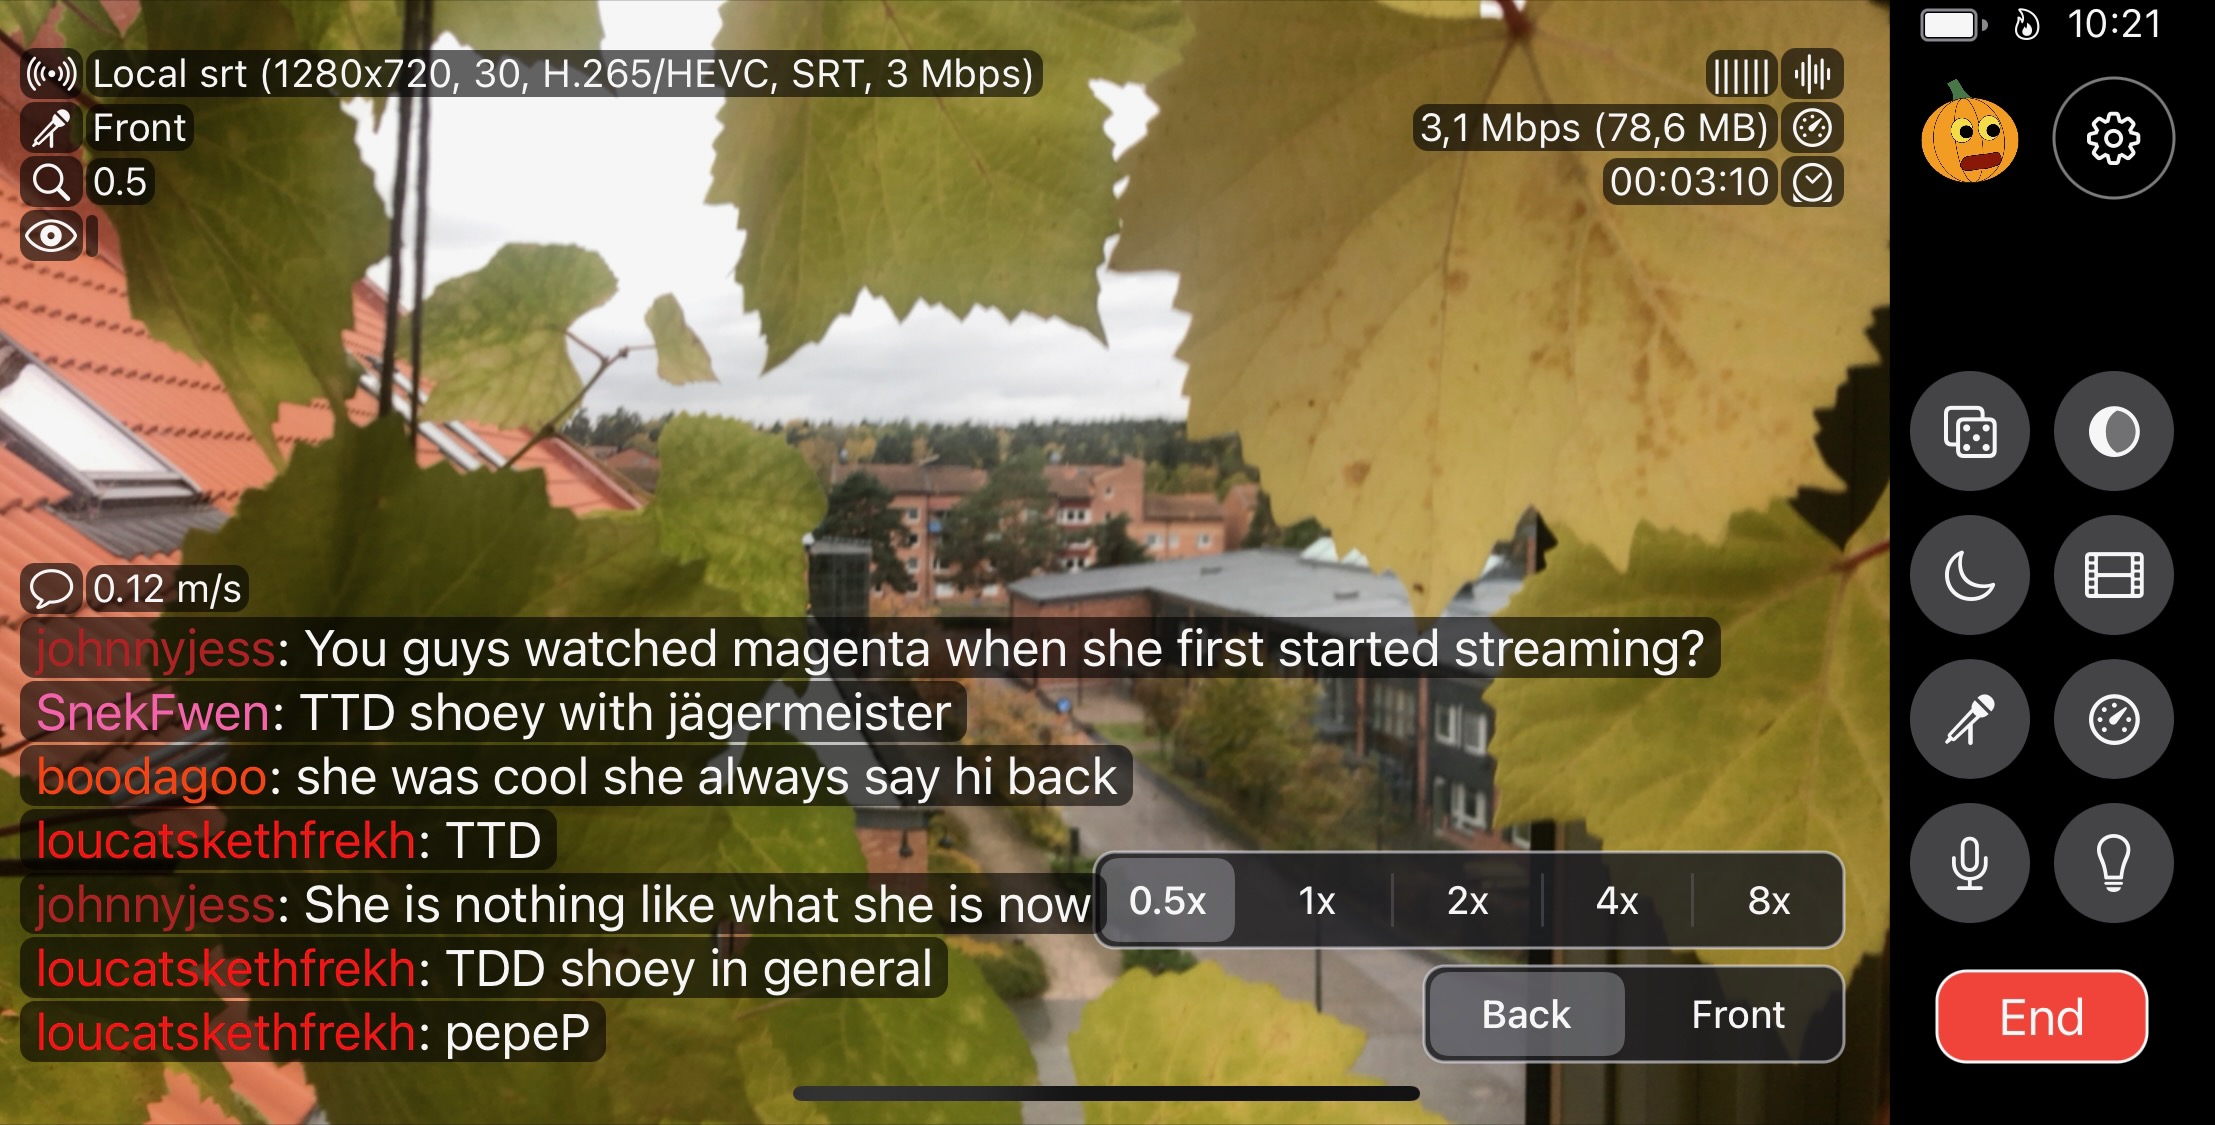 10:21
Local srt (1280x720, 30, H.265/HEVC, SRT, 3 Mbps)
Front
3,1 Mbps (78,6 MB)
0.5
00:03:10
0.12 m/s
johnnyjess: You guys watched magenta when she first started streaming?
SnekFwen: TTD shoey with jägermeister
boodagoo: she was cool she always say hi back
loucatskethfrekh: TTD
johnnyjess: She is nothing like what she is now
0.5x 1x 2x 4x 8x
loucatskethfrekh: TDD shoey in general
loucatskethfrekh: pepeP
Back Front
End